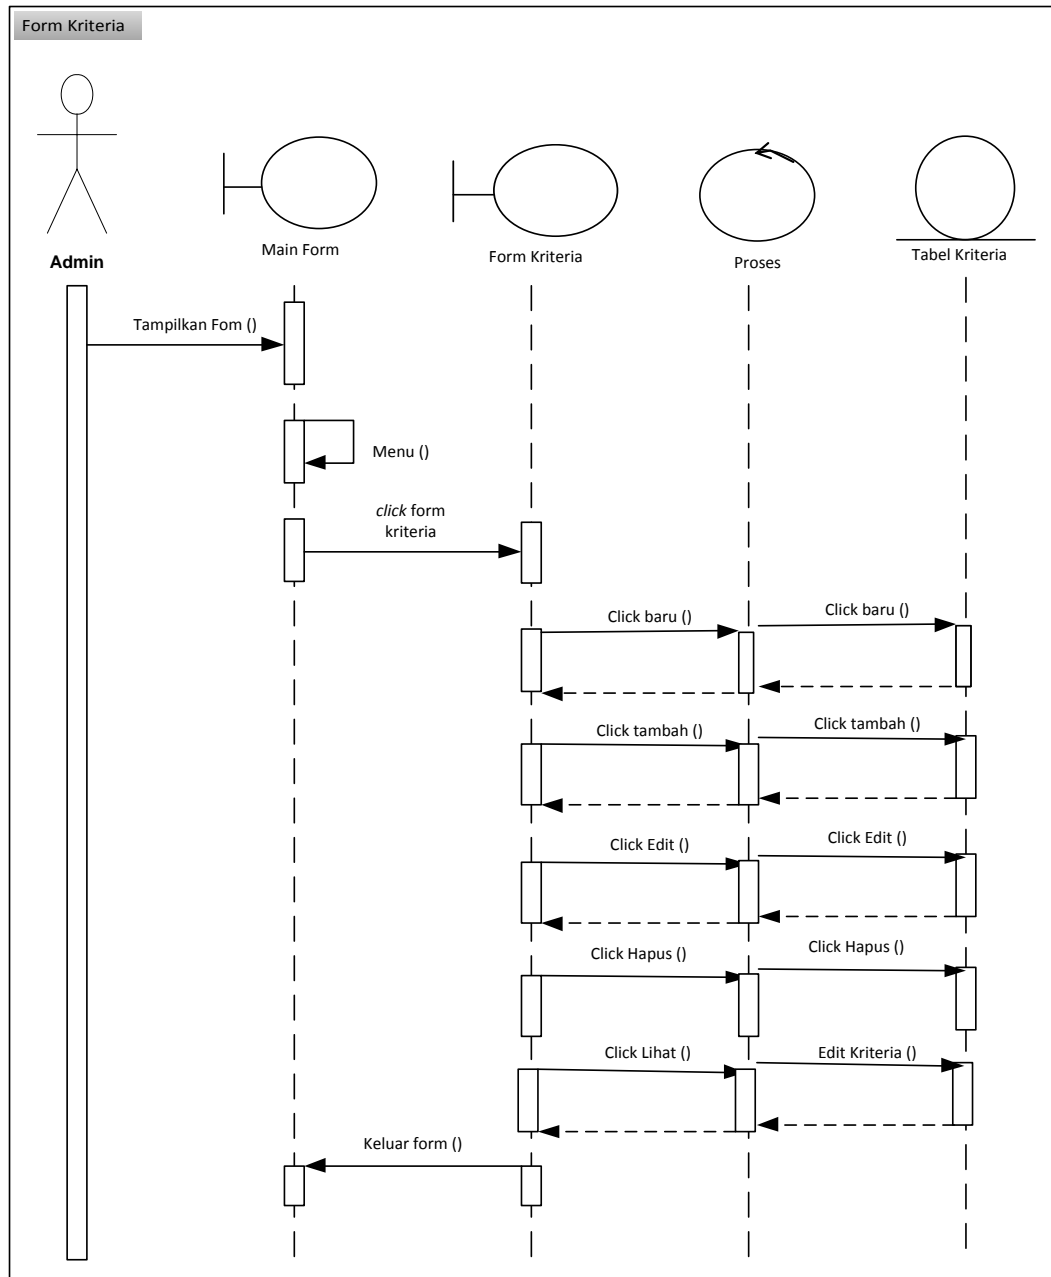 Form Kriteria
Admin
Main Form
Form Kriteria
Proses
Tabel Kriteria
Tampilkan Fom ()
Menu ()
click form
kriteria
Click baru ()
Click baru ()
Click tambah ()
Click tambah ()
Click Edit ()
Click Edit ()
Click Hapus ()
Click Hapus ()
Click Lihat ()
Edit Kriteria ()
Keluar form ()